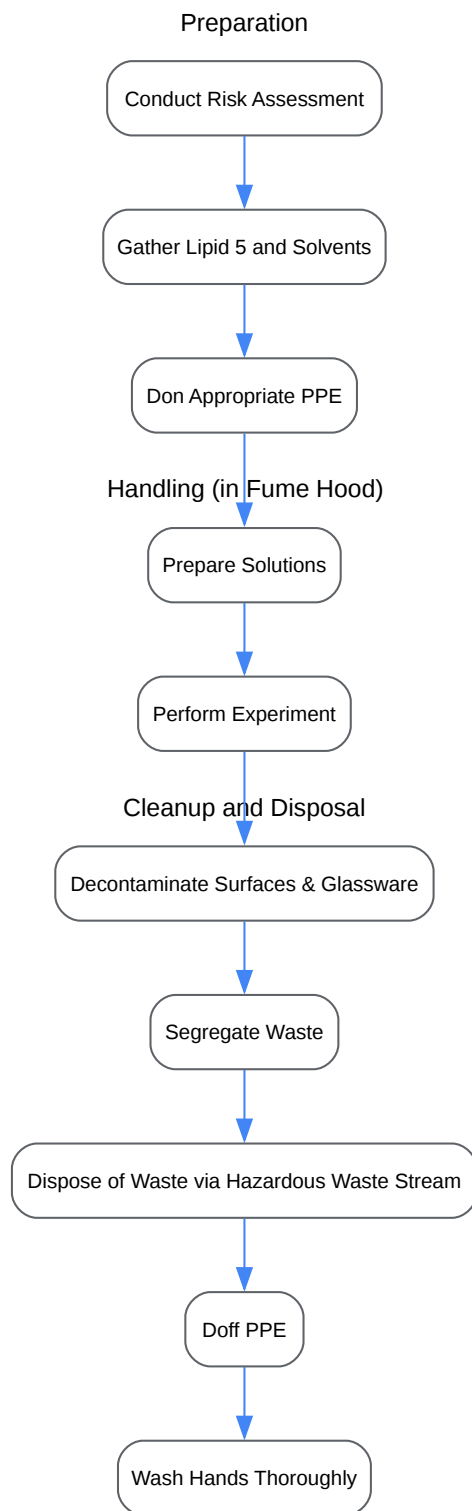 Preparation
Conduct Risk Assessment
Gather Lipid 5 and Solvents
Don Appropriate PPE
Handling (in Fume Hood)
Prepare Solutions
Perform Experiment
Cleanup and Disposal
Decontaminate Surfaces & Glassware
Segregate Waste
Dispose of Waste via Hazardous Waste Stream
Doff PPE
Wash Hands Thoroughly